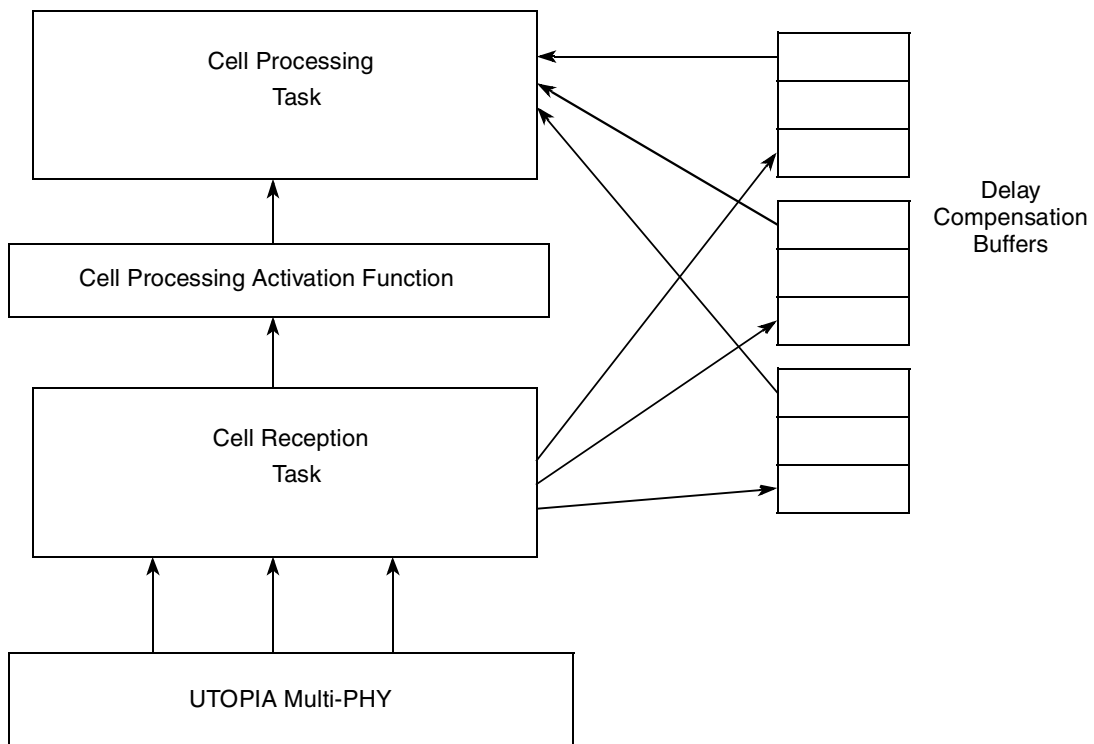 Cell Processing
Task
Delay
Compensation
Buffers
Cell Processing Activation Function
Cell Reception
Task
UTOPIA Multi-PHY